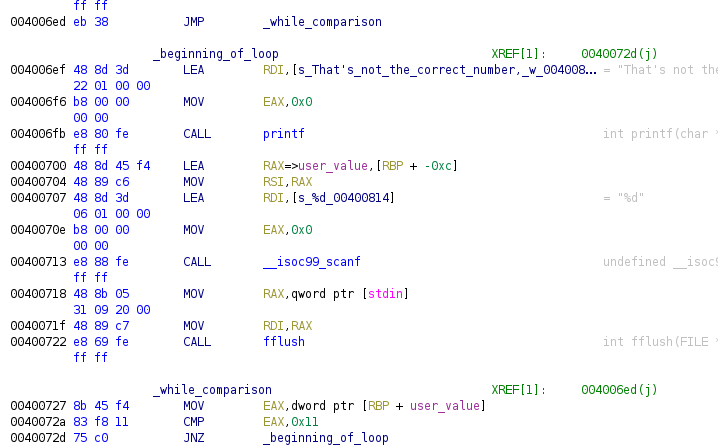 ff ff
004006ed eb 38 JMP _while_comparison
_beginning_of_loop XREF[1]: 0040072d(j)
004006ef 48 8d 3d LEA RDI,[s_That's_not_the_correct_number,_w_004008... = "That's not the
22 01 00 00
004006f6 b8 00 00 MOV EAX,0x0
00 00
004006fb e8 80 fe CALL printf int printf(char *
ff ff
00400700 48 8d 45 f4 LEA RAX=>user_value,[RBP + -0xc]
00400704 48 89 c6 MOV RSI,RAX
00400707 48 8d 3d LEA RDI,[s_%d_00400814] = "%d"
06 01 00 00
0040070e b8 00 00 MOV EAX,0x0
00 00
00400713 e8 88 fe CALL __isoc99_scanf undefined __isoc9
ff ff
00400718 48 8b 05 MOV RAX,qword ptr [stdin]
31 09 20 00
0040071f 48 89 c7 MOV RDI,RAX
00400722 e8 69 fe CALL fflush int fflush(FILE *
ff ff
_while_comparison XREF[1]: 004006ed(j)
00400727 8b 45 f4 MOV EAX,dword ptr [RBP + user_value]
0040072a 83 f8 11 CMP EAX,0x11
0040072d 75 c0 JNZ _beginning_of_loop